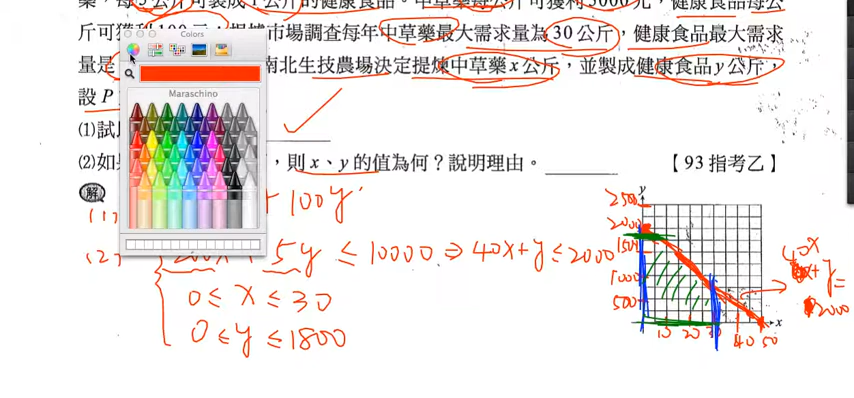 藥，每5公斤可製成1公斤的健康食品。中草藥每公斤可獲利5000元，健康食品每公
斤可獲利100元；根據市場調查每年中草藥最大需求量為30公斤，健康食品最大需求
量是 南北生技農場決定提煉中草藥x公斤，並製成健康食品y公斤，
設P
Colors
Maraschino
(1)試
(2)如 ，則x、y的值為何？說明理由。 【93指考乙】
解
(1) + 100y
(2) 200x + 5y ≤ 10000 ⇒ 40x+y ≤ 2000
0 ≤ x ≤ 30
0 ≤ y ≤ 1800
y
2500
2000
1500
1000
500
10 20 30 40 50 x
40x
+ y =
2000